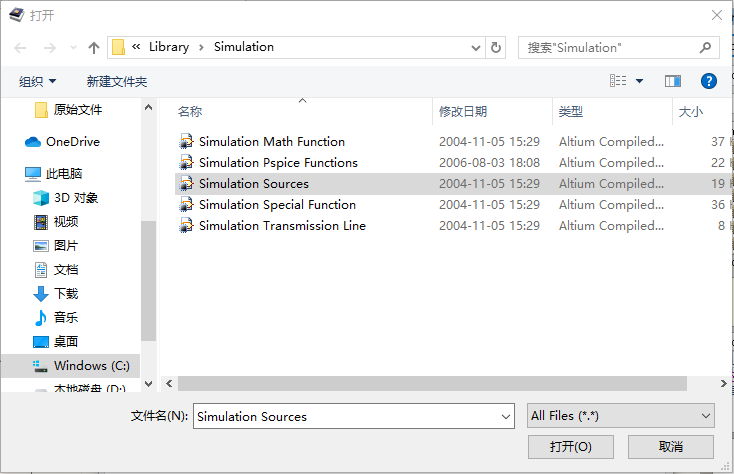 打开
« Library › Simulation
搜索"Simulation"
组织 新建文件夹
名称 修改日期 类型 大小
原始文件
OneDrive
此电脑
3D 对象
视频
图片
文档
下载
音乐
桌面
Windows (C:)
本地磁盘 (D:)
Simulation Math Function 2004-11-05 15:29 Altium Compiled... 37
Simulation Pspice Functions 2006-08-03 18:08 Altium Compiled... 22
Simulation Sources 2004-11-05 15:29 Altium Compiled... 19
Simulation Special Function 2004-11-05 15:29 Altium Compiled... 36
Simulation Transmission Line 2004-11-05 15:29 Altium Compiled... 8
文件名(N): Simulation Sources All Files (*.*)
打开(O) 取消